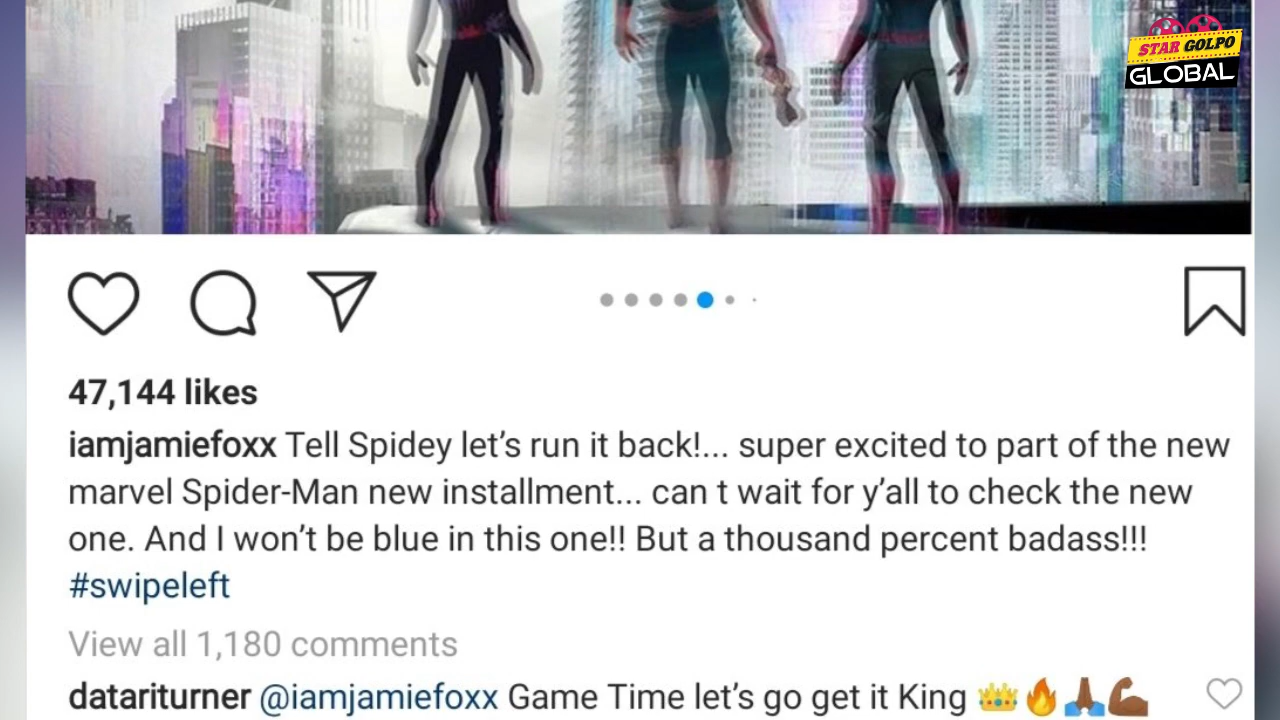 STAR GOLPO
GLOBAL
47,144 likes
iamjamiefoxx Tell Spidey let’s run it back!... super excited to part of the new
marvel Spider-Man new installment... can t wait for y’all to check the new
one. And I won’t be blue in this one!! But a thousand percent badass!!!
#swipeleft
View all 1,180 comments
datariturner @iamjamiefoxx Game Time let’s go get it King 👑🔥🙏🏾💪🏾